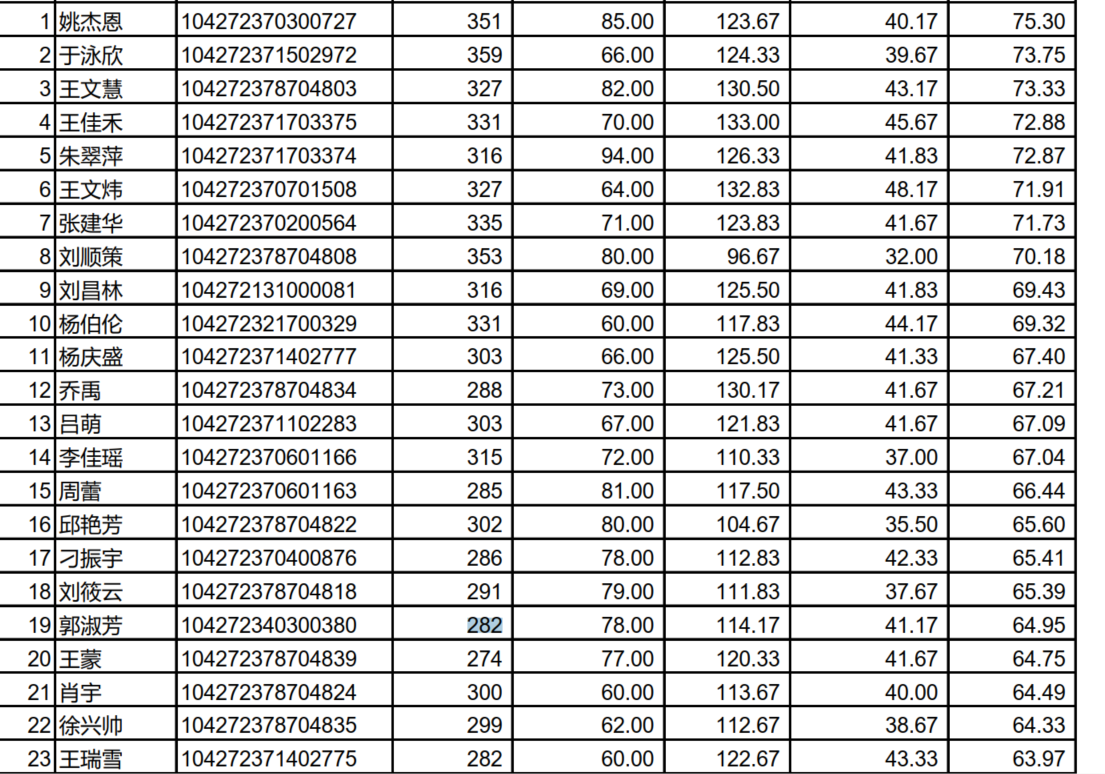 1 姚杰恩 104272370300727 351 85.00 123.67 40.17 75.30
2 于泳欣 104272371502972 359 66.00 124.33 39.67 73.75
3 王文慧 104272378704803 327 82.00 130.50 43.17 73.33
4 王佳禾 104272371703375 331 70.00 133.00 45.67 72.88
5 朱翠萍 104272371703374 316 94.00 126.33 41.83 72.87
6 王文炜 104272370701508 327 64.00 132.83 48.17 71.91
7 张建华 104272370200564 335 71.00 123.83 41.67 71.73
8 刘顺策 104272378704808 353 80.00 96.67 32.00 70.18
9 刘昌林 104272131000081 316 69.00 125.50 41.83 69.43
10 杨伯伦 104272321700329 331 60.00 117.83 44.17 69.32
11 杨庆盛 104272371402777 303 66.00 125.50 41.33 67.40
12 乔禹 104272378704834 288 73.00 130.17 41.67 67.21
13 吕萌 104272371102283 303 67.00 121.83 41.67 67.09
14 李佳瑶 104272370601166 315 72.00 110.33 37.00 67.04
15 周蕾 104272370601163 285 81.00 117.50 43.33 66.44
16 邱艳芳 104272378704822 302 80.00 104.67 35.50 65.60
17 刁振宇 104272370400876 286 78.00 112.83 42.33 65.41
18 刘筱云 104272378704818 291 79.00 111.83 37.67 65.39
19 郭淑芳 104272340300380 282 78.00 114.17 41.17 64.95
20 王蒙 104272378704839 274 77.00 120.33 41.67 64.75
21 肖宇 104272378704824 300 60.00 113.67 40.00 64.49
22 徐兴帅 104272378704835 299 62.00 112.67 38.67 64.33
23 王瑞雪 104272371402775 282 60.00 122.67 43.33 63.97